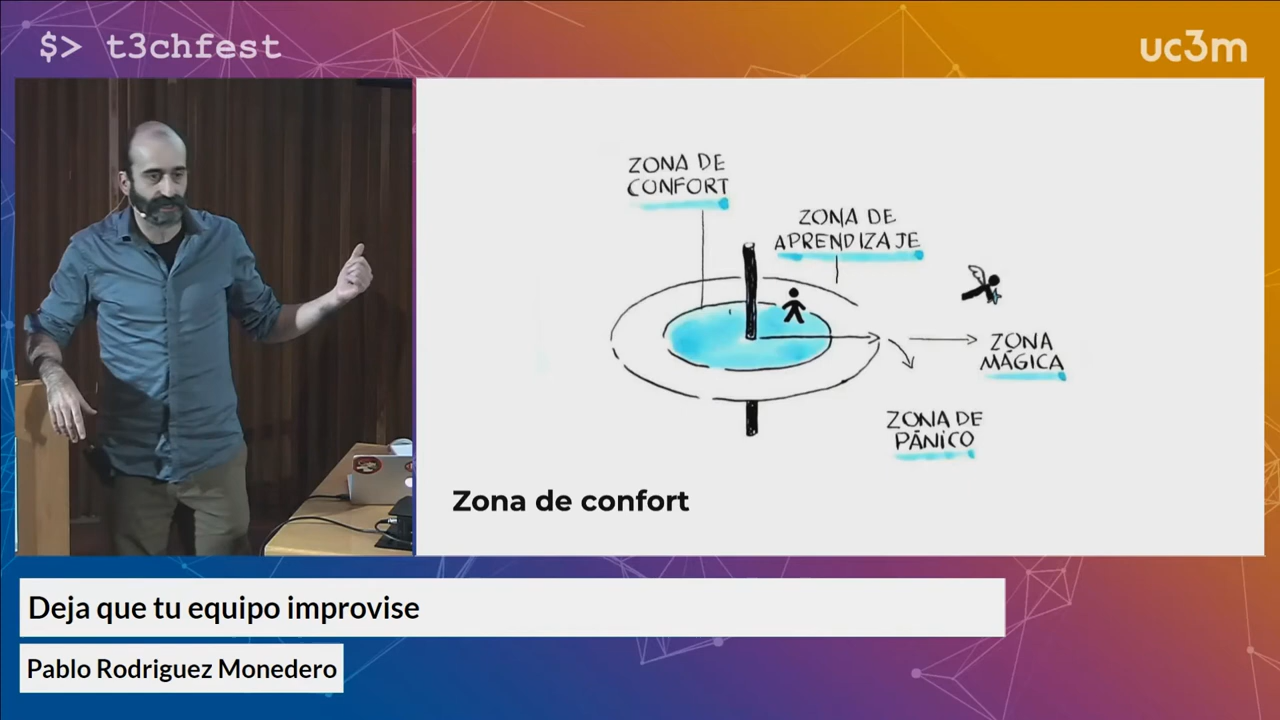 $> t3chfest
uc3m
ZONA DE
CONFORT
ZONA DE
APRENDIZAJE
ZONA
MÁGICA
ZONA DE
PÁNICO
Zona de confort
Deja que tu equipo improvise
Pablo Rodriguez Monedero